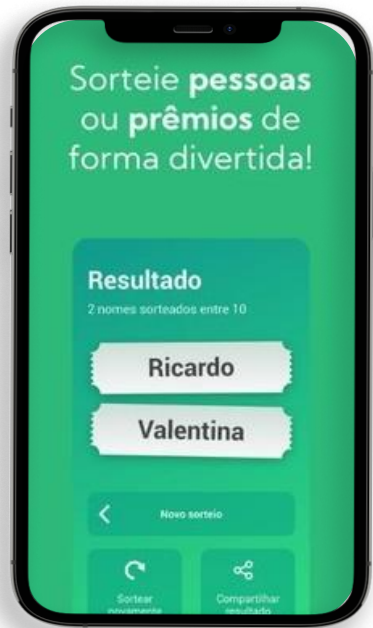 Sorteie pessoas
ou prêmios de
forma divertida!
Resultado
2 nomes sorteados entre 10
Ricardo
Valentina
Novo sorteio
Sortear
novamente
Compartilhar
resultado